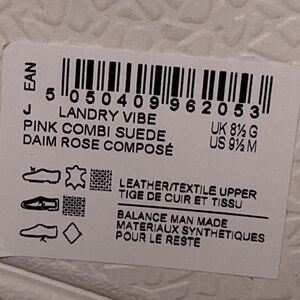 EAN
5 050409 962053
J LANDRY VIBE
PINK COMBI SUEDE UK 8½ G
DAIM ROSE COMPOSÉ US 9½ M
LEATHER/TEXTILE UPPER
TIGE DE CUIR ET TISSU
BALANCE MAN MADE
MATERIAUX SYNTHETIQUES
POUR LE RESTE